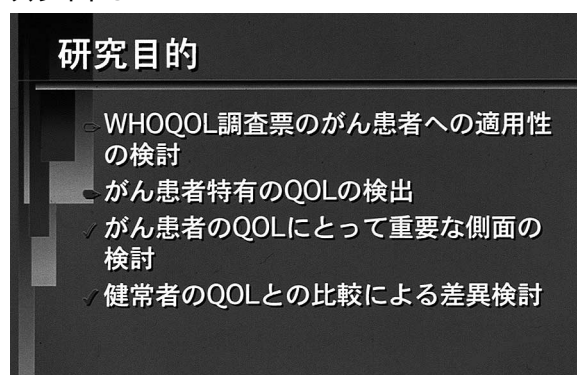 研究目的
WHOQOL調査票のがん患者への適用性
の検討
がん患者特有のQOLの検出
がん患者のQOLにとって重要な側面の
検討
健常者のQOLとの比較による差異検討